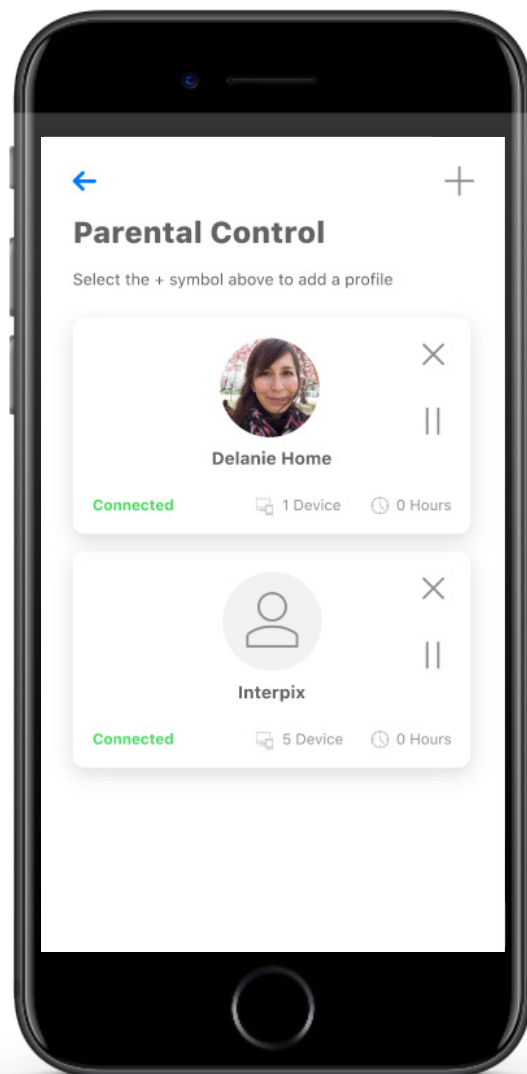 Parental Control
Select the + symbol above to add a profile
Delanie Home
Connected 1 Device 0 Hours
Interpix
Connected 5 Device 0 Hours